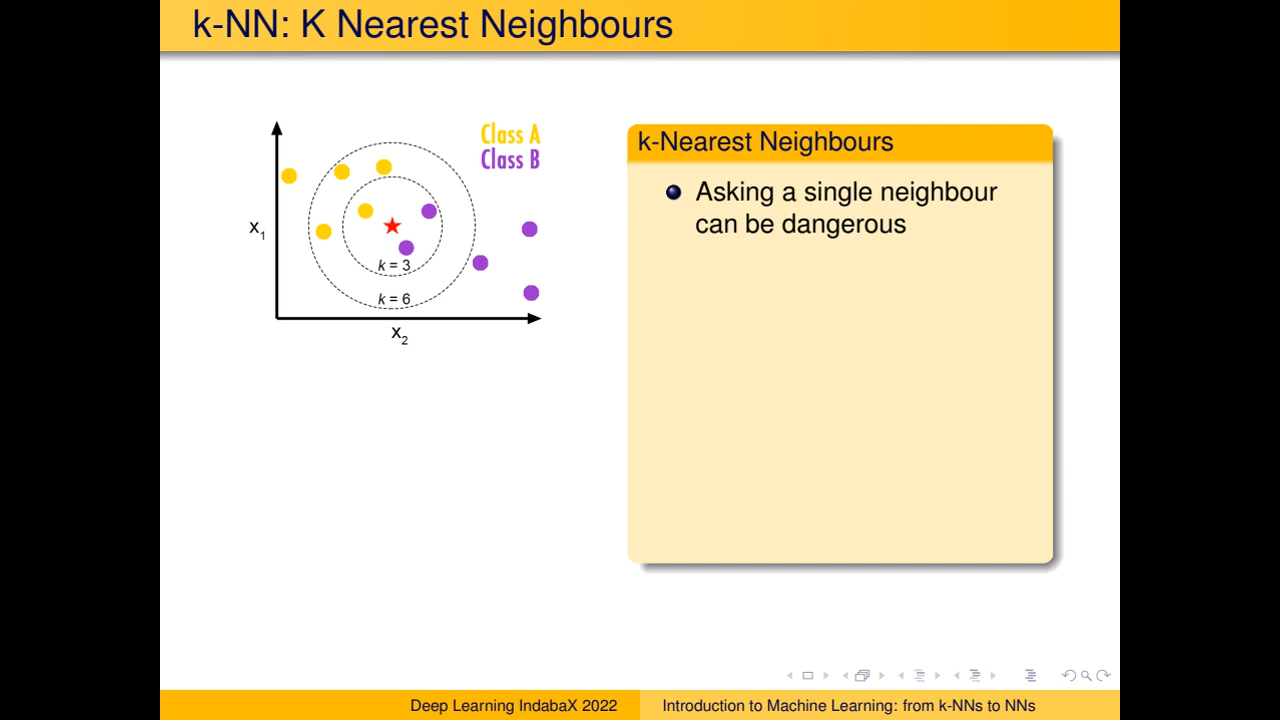 k-NN: K Nearest Neighbours
Class A
Class B
x1
k = 3
k = 6
x2
k-Nearest Neighbours
Asking a single neighbour
can be dangerous
Deep Learning IndabaX 2022
Introduction to Machine Learning: from k-NNs to NNs